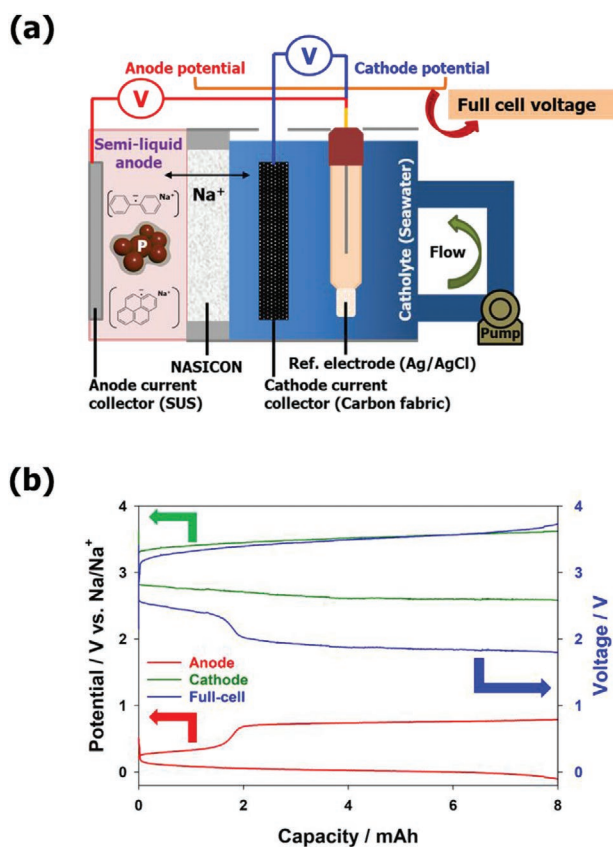 (a)
V
Anode potential
Cathode potential
V
Full cell voltage
Semi-liquid
anode
Na⁺
Na⁺
P
Na⁺
Catholyte (Seawater)
Flow
Pump
NASICON
Ref. electrode (Ag/AgCl)
Anode current
collector (SUS)
Cathode current
collector (Carbon fabric)
(b)
Potential / V vs. Na/Na⁺
4
3
2
1
0
Anode
Cathode
Full-cell
4
3
2
1
0
Voltage / V
0
2
4
6
8
Capacity / mAh